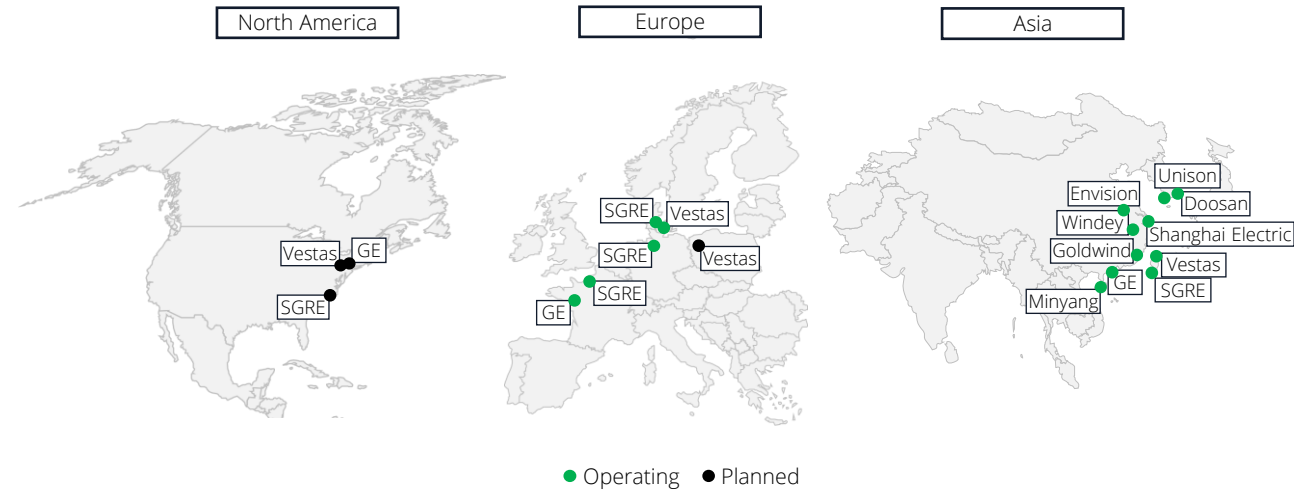 North America
Europe
Asia
Vestas
GE
SGRE
SGRE
Vestas
SGRE
Vestas
SGRE
GE
Unison
Envision
Doosan
Windey
Shanghai Electric
Goldwind
Vestas
GE
SGRE
Minyang
Operating
Planned